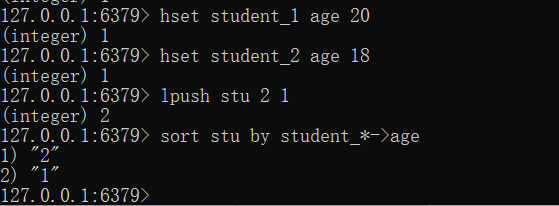 (integer) 1
127.0.0.1:6379> hset student_1 age 20
(integer) 1
127.0.0.1:6379> hset student_2 age 18
(integer) 1
127.0.0.1:6379> lpush stu 2 1
(integer) 2
127.0.0.1:6379> sort stu by student_*->age
1) "2"
2) "1"
127.0.0.1:6379>